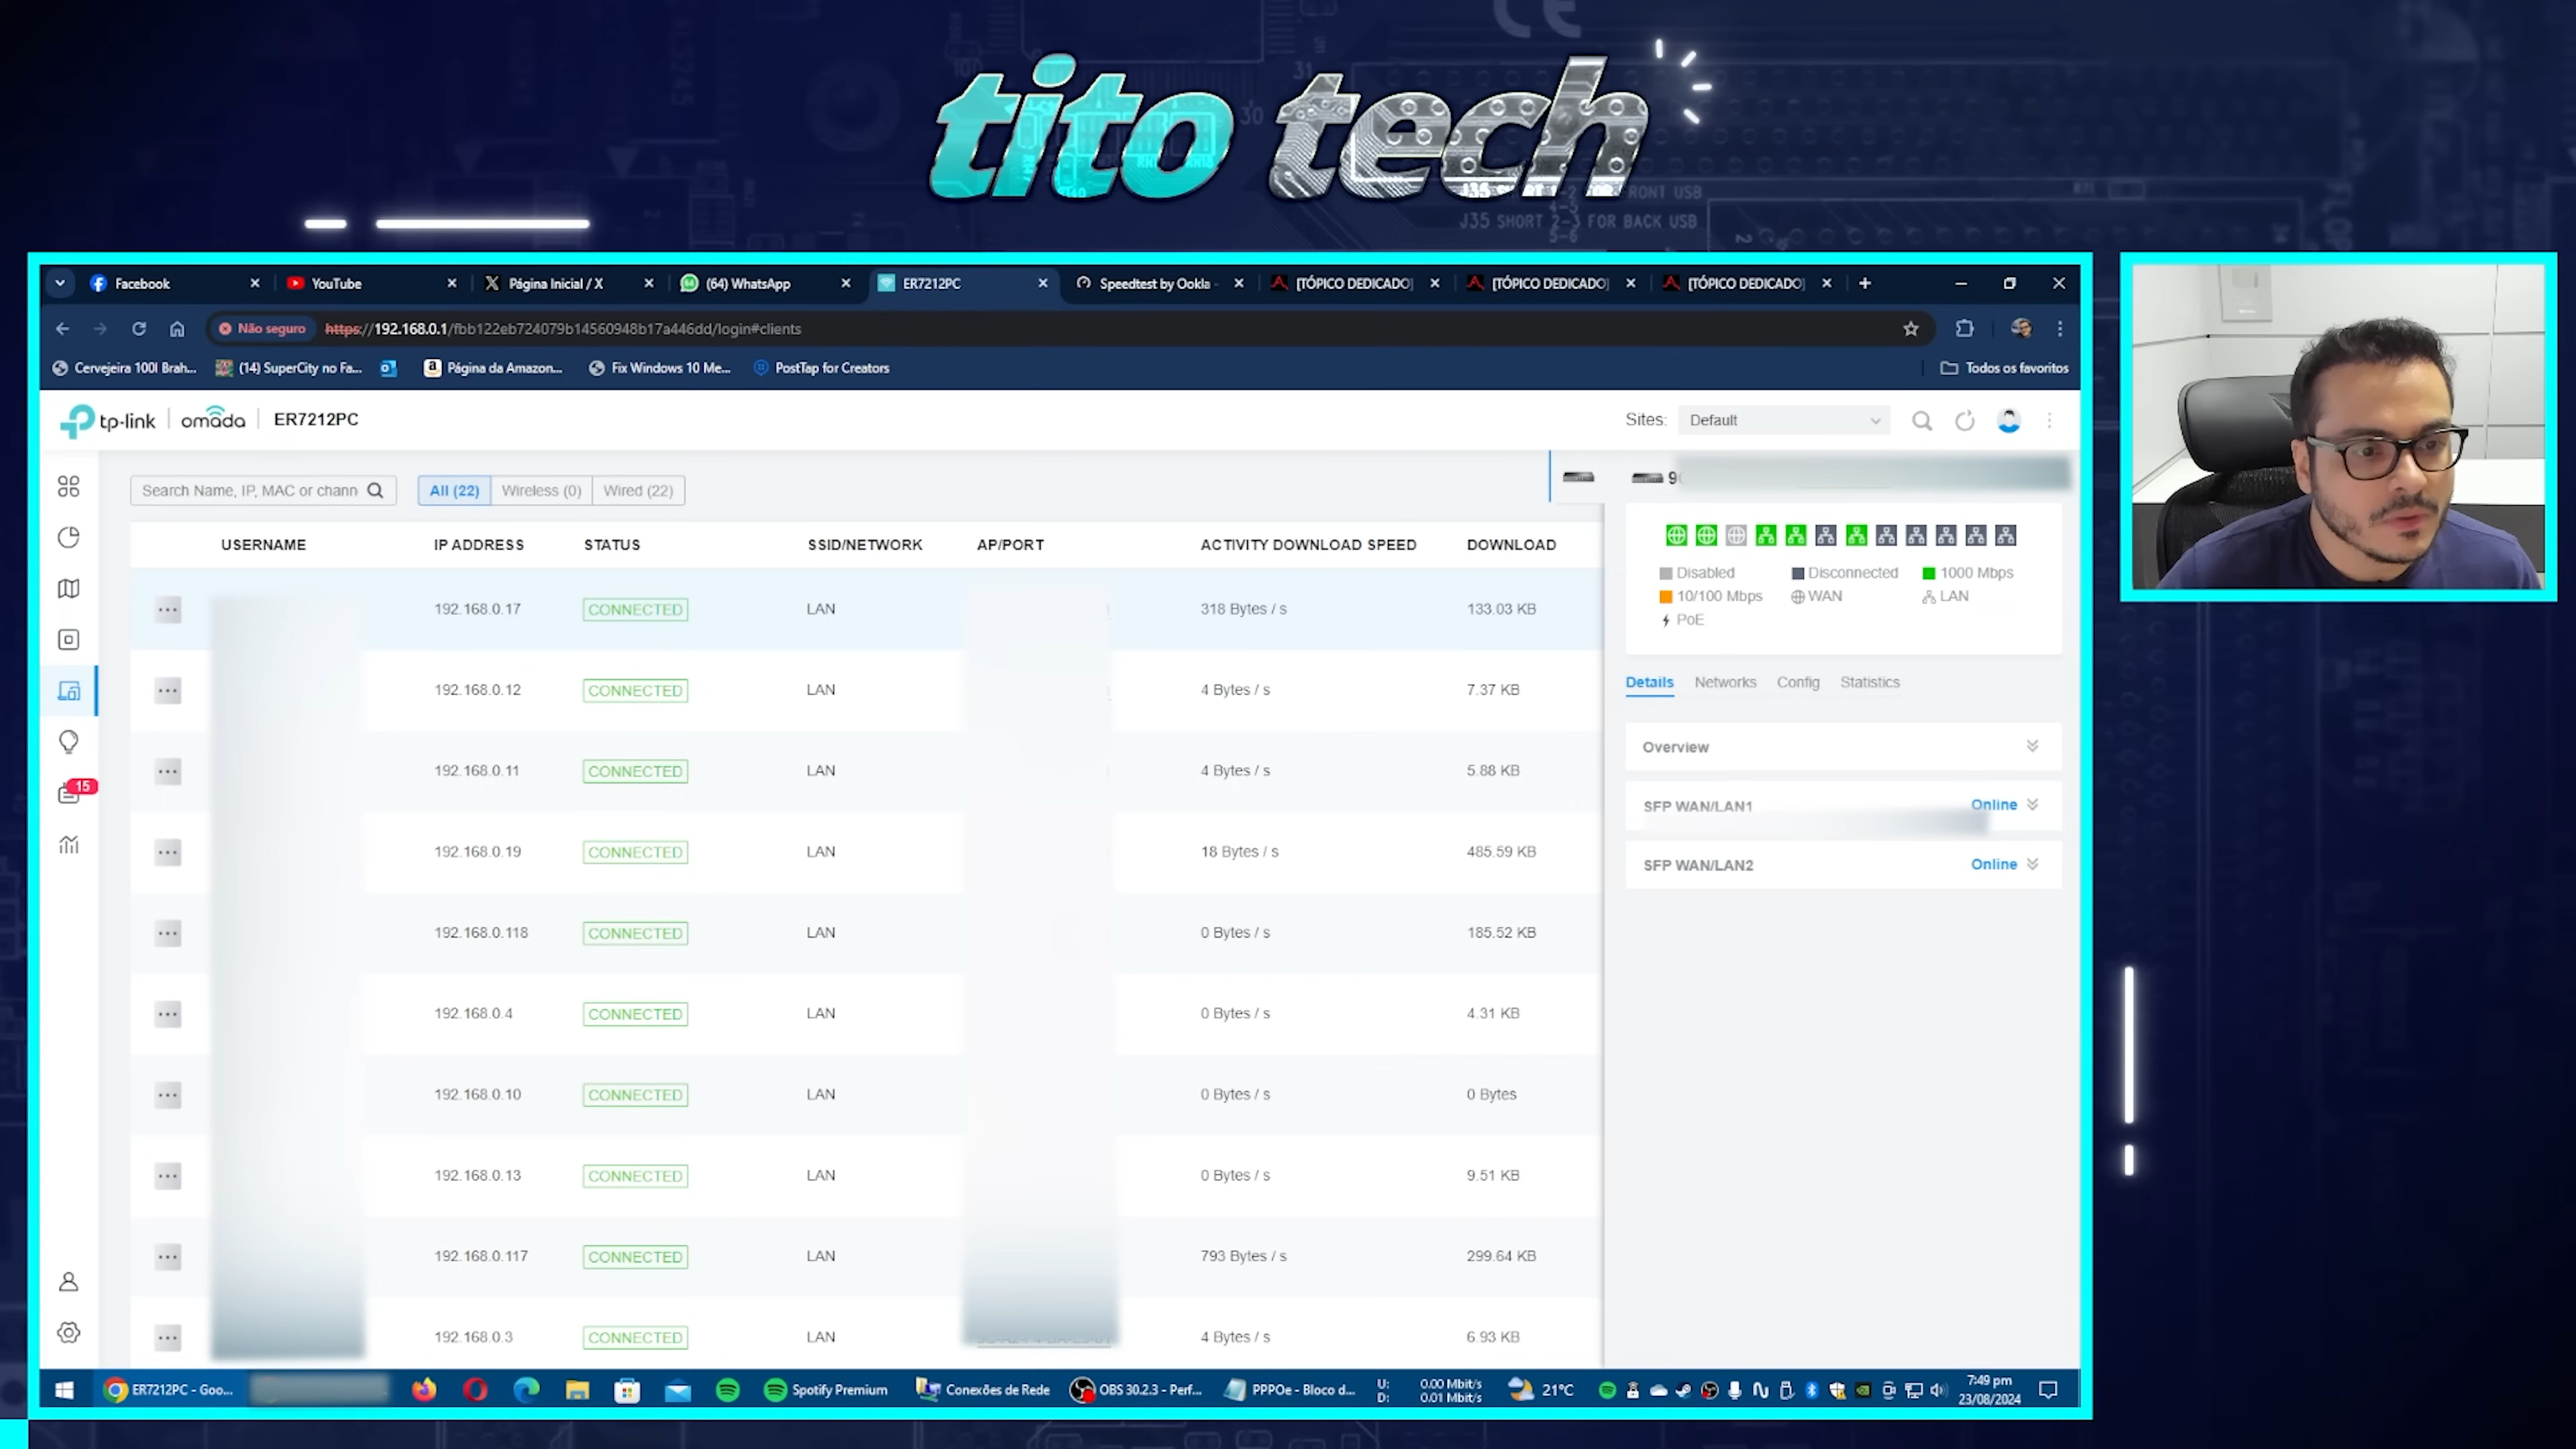 tito tech
J35 SHORT 2-3 FOR BACK USB
Facebook
YouTube
Página Inicial / X
(64) WhatsApp
ER7212PC
Speedtest by Ookla -
[TÓPICO DEDICADO]
[TÓPICO DEDICADO]
[TÓPICO DEDICADO]
Não seguro
https://192.168.0.1/fbb122eb724079b14560948b17a446dd/login#clients
Cervejeira 100l Brah...
(14) SuperCity no Fa...
Página da Amazon...
Fix Windows 10 Me...
PostTap for Creators
Todos os favoritos
tp-link | omada | ER7212PC
Sites: Default
Search Name, IP, MAC or chann
All (22) Wireless (0) Wired (22)
USERNAME IP ADDRESS STATUS SSID/NETWORK AP/PORT ACTIVITY DOWNLOAD SPEED DOWNLOAD
192.168.0.17 CONNECTED LAN 318 Bytes / s 133.03 KB
192.168.0.12 CONNECTED LAN 4 Bytes / s 7.37 KB
192.168.0.11 CONNECTED LAN 4 Bytes / s 5.88 KB
192.168.0.19 CONNECTED LAN 18 Bytes / s 485.59 KB
192.168.0.118 CONNECTED LAN 0 Bytes / s 185.52 KB
192.168.0.4 CONNECTED LAN 0 Bytes / s 4.31 KB
192.168.0.10 CONNECTED LAN 0 Bytes / s 0 Bytes
192.168.0.13 CONNECTED LAN 0 Bytes / s 9.51 KB
192.168.0.117 CONNECTED LAN 793 Bytes / s 299.64 KB
192.168.0.3 CONNECTED LAN 4 Bytes / s 6.93 KB
15
Disabled Disconnected 1000 Mbps
10/100 Mbps WAN LAN
PoE
Details Networks Config Statistics
Overview
SFP WAN/LAN1 Online
SFP WAN/LAN2 Online
ER7212PC - Goo...
Spotify Premium
Conexões de Rede
OBS 30.2.3 - Perf...
PPPOe - Bloco d...
U: 0.00 Mbit/s
D: 0.01 Mbit/s
21°C
7:49 pm
23/08/2024